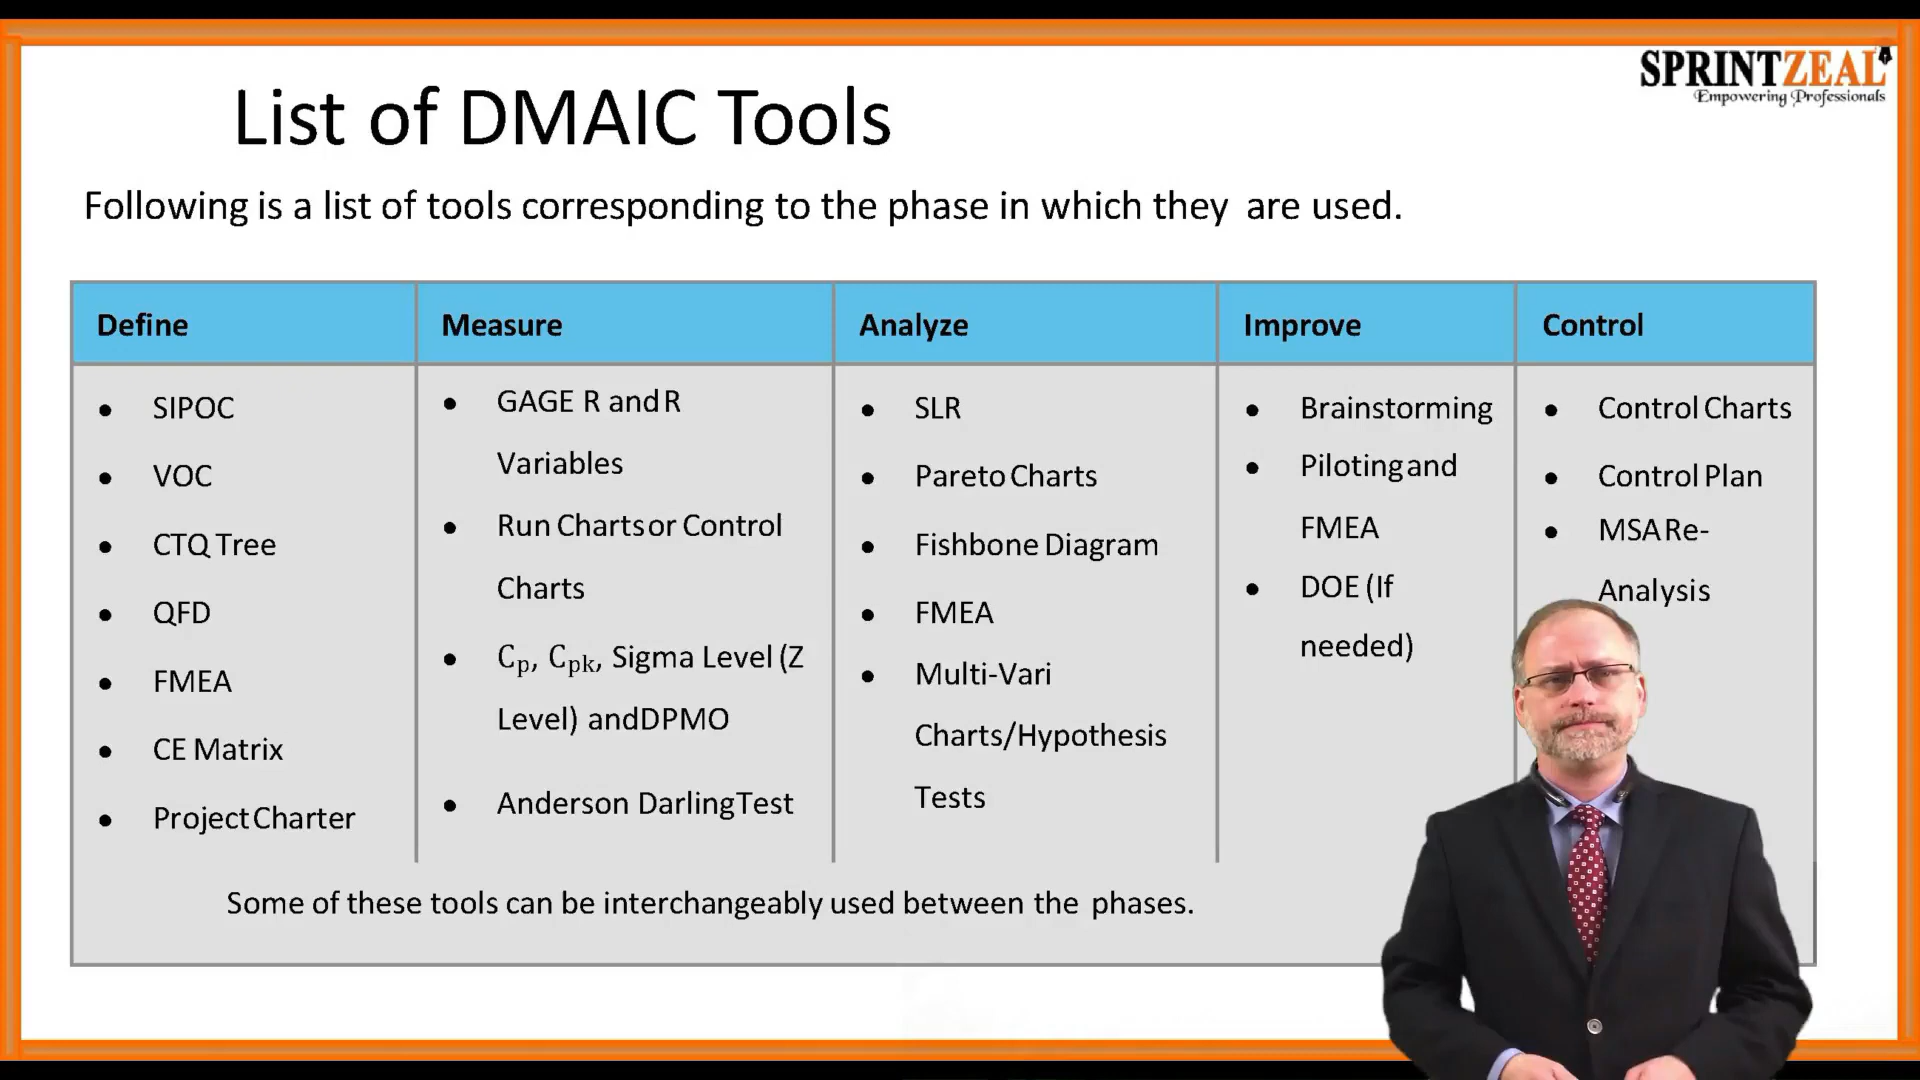 SPRINTZEAL
Empowering Professionals
List of DMAIC Tools
Following is a list of tools corresponding to the phase in which they are used.
Define
SIPOC
VOC
CTQ Tree
QFD
FMEA
CE Matrix
Project Charter
Measure
GAGE R and R
Variables
Run Charts or Control
Charts
Cp, Cpk, Sigma Level (Z
Level) and DPMO
Anderson Darling Test
Analyze
SLR
Pareto Charts
Fishbone Diagram
FMEA
Multi-Vari
Charts/Hypothesis
Tests
Improve
Brainstorming
Piloting and
FMEA
DOE (If
needed)
Control
Control Charts
Control Plan
MSA Re-
Analysis
Some of these tools can be interchangeably used between the phases.